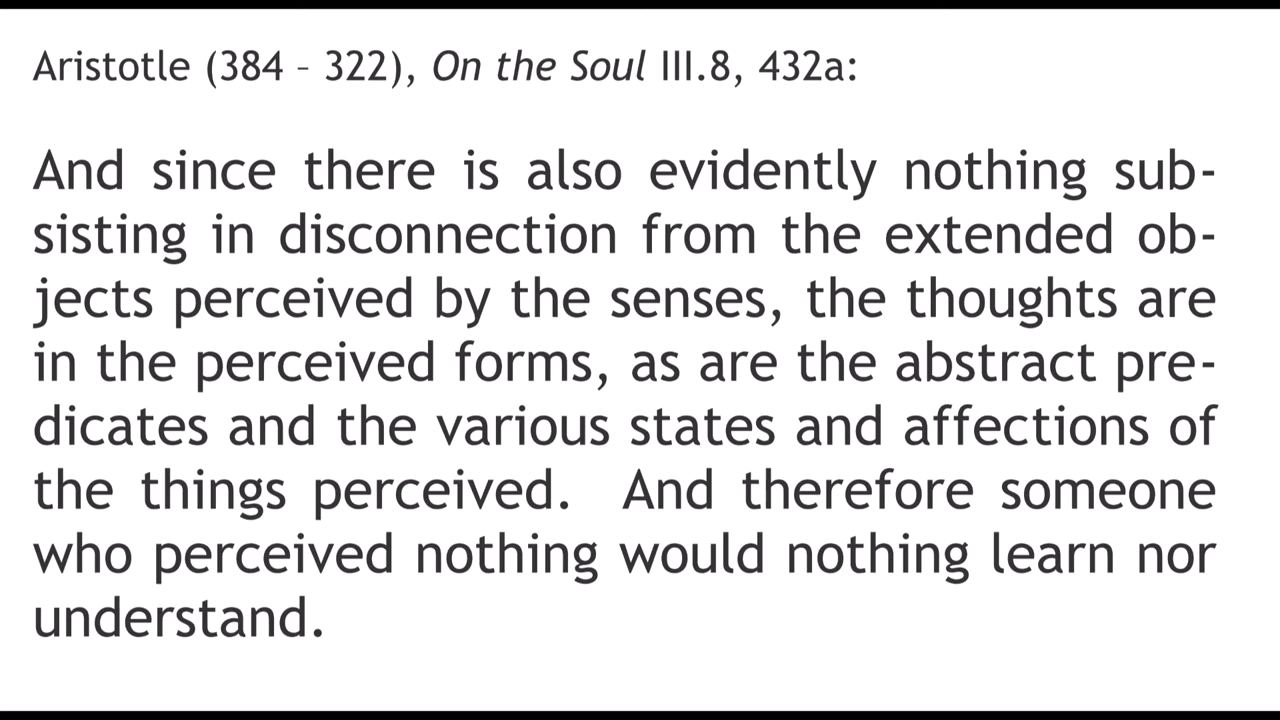 Aristotle (384 – 322), On the Soul III.8, 432a:
And since there is also evidently nothing sub-
sisting in disconnection from the extended ob-
jects perceived by the senses, the thoughts are
in the perceived forms, as are the abstract pre-
dicates and the various states and affections of
the things perceived.  And therefore someone
who perceived nothing would nothing learn nor
understand.